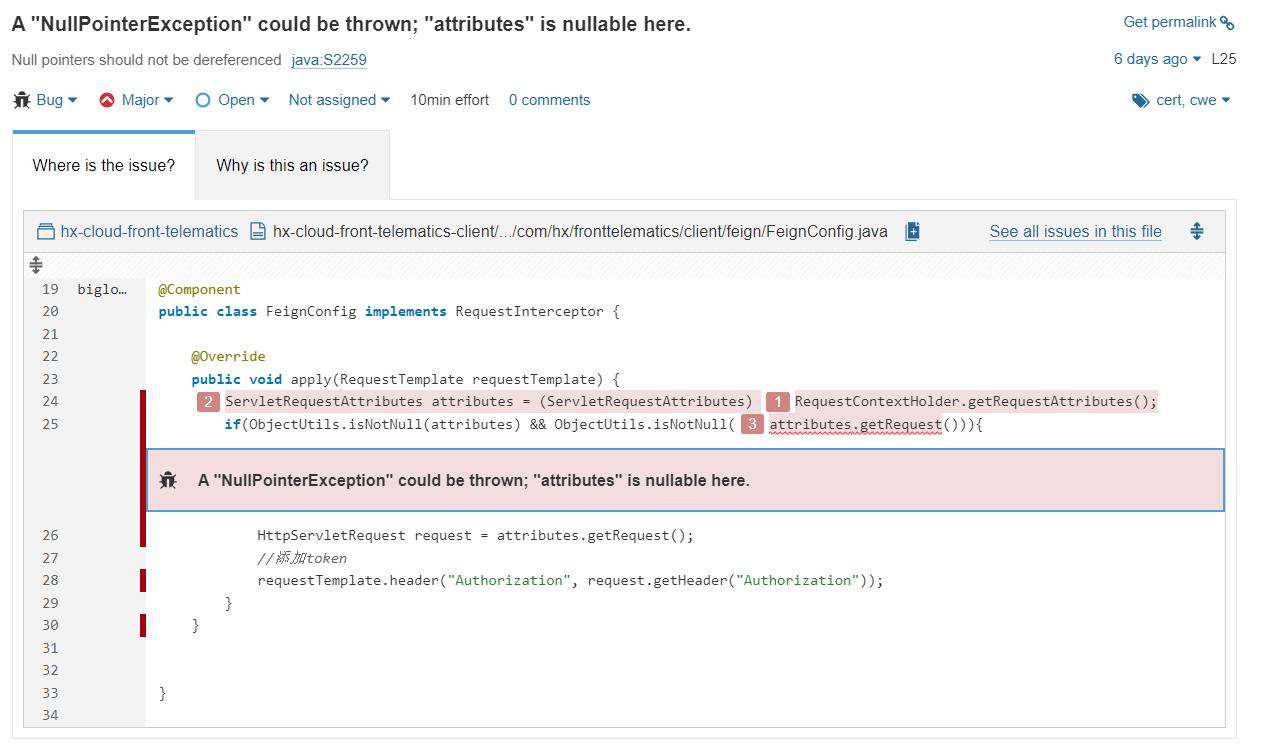 A "NullPointerException" could be thrown; "attributes" is nullable here.
Get permalink
Null pointers should not be dereferenced java:S2259
6 days ago L25
Bug Major Open Not assigned 10min effort 0 comments
cert, cwe
Where is the issue? Why is this an issue?
hx-cloud-front-telematics hx-cloud-front-telematics-client/.../com/hx/fronttelematics/client/feign/FeignConfig.java See all issues in this file
19 biglo… @Component
20 public class FeignConfig implements RequestInterceptor {
21
22 @Override
23 public void apply(RequestTemplate requestTemplate) {
24 2 ServletRequestAttributes attributes = (ServletRequestAttributes) 1 RequestContextHolder.getRequestAttributes();
25 if(ObjectUtils.isNotNull(attributes) && ObjectUtils.isNotNull( 3 attributes.getRequest())){
A "NullPointerException" could be thrown; "attributes" is nullable here.
26 HttpServletRequest request = attributes.getRequest();
27 //添加token
28 requestTemplate.header("Authorization", request.getHeader("Authorization"));
29 }
30 }
31
32
33 }
34